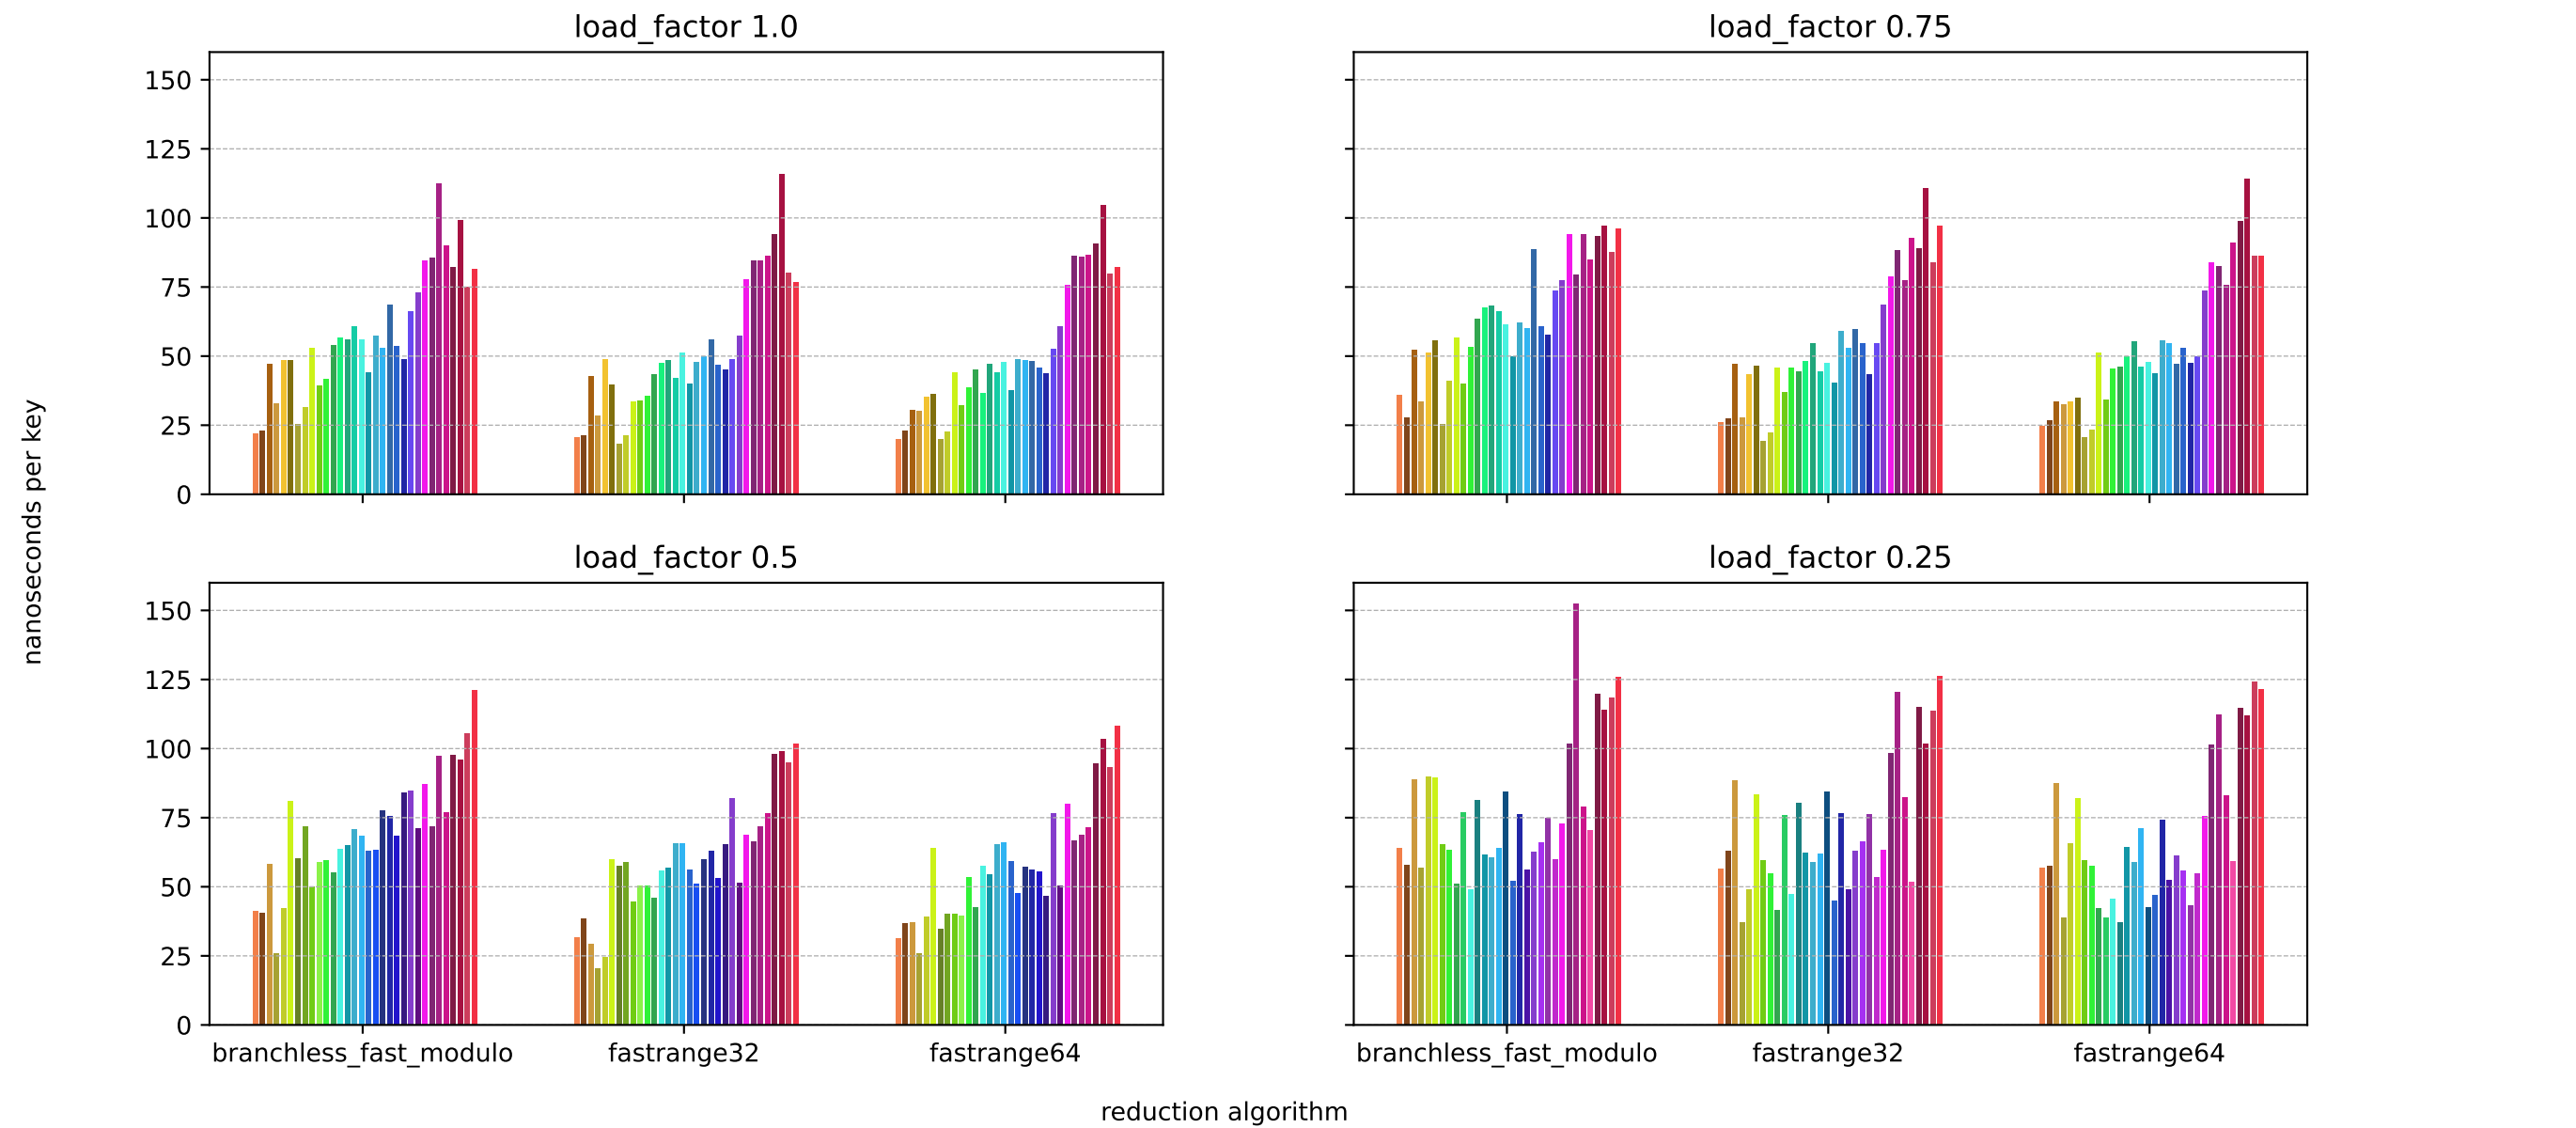 load_factor 1.0
load_factor 0.75
150
125
100
75
50
25
0
nanoseconds per key
load_factor 0.5
load_factor 0.25
150
125
100
75
50
25
0
branchless_fast_modulo fastrange32 fastrange64
branchless_fast_modulo fastrange32 fastrange64
reduction algorithm